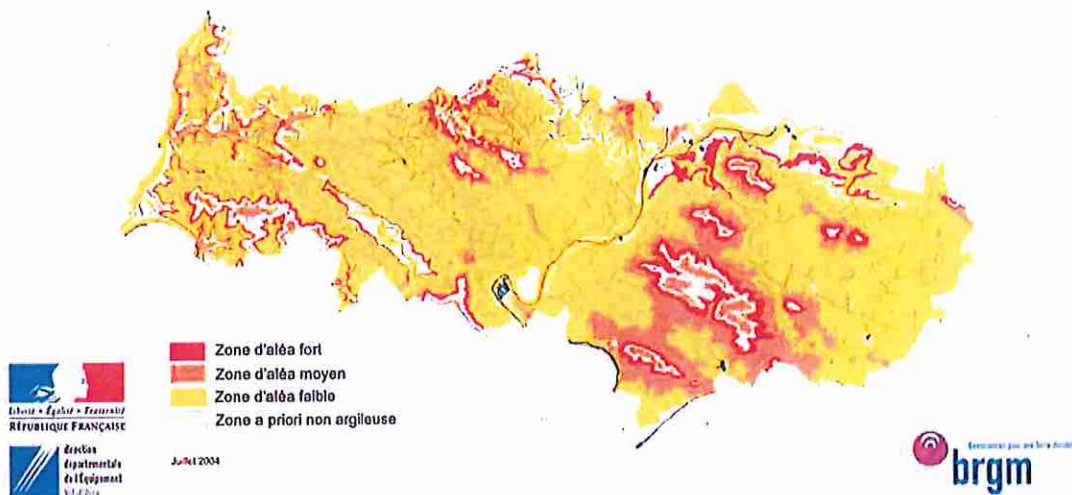 Zone d'aléa fort
Zone d'aléa moyen
Zone d'aléa faible
Zone a priori non argileuse
Liberté • Égalité • Fraternité
RÉPUBLIQUE FRANÇAISE
direction
départementale
de l'Équipement
Juillet 2004
brgm